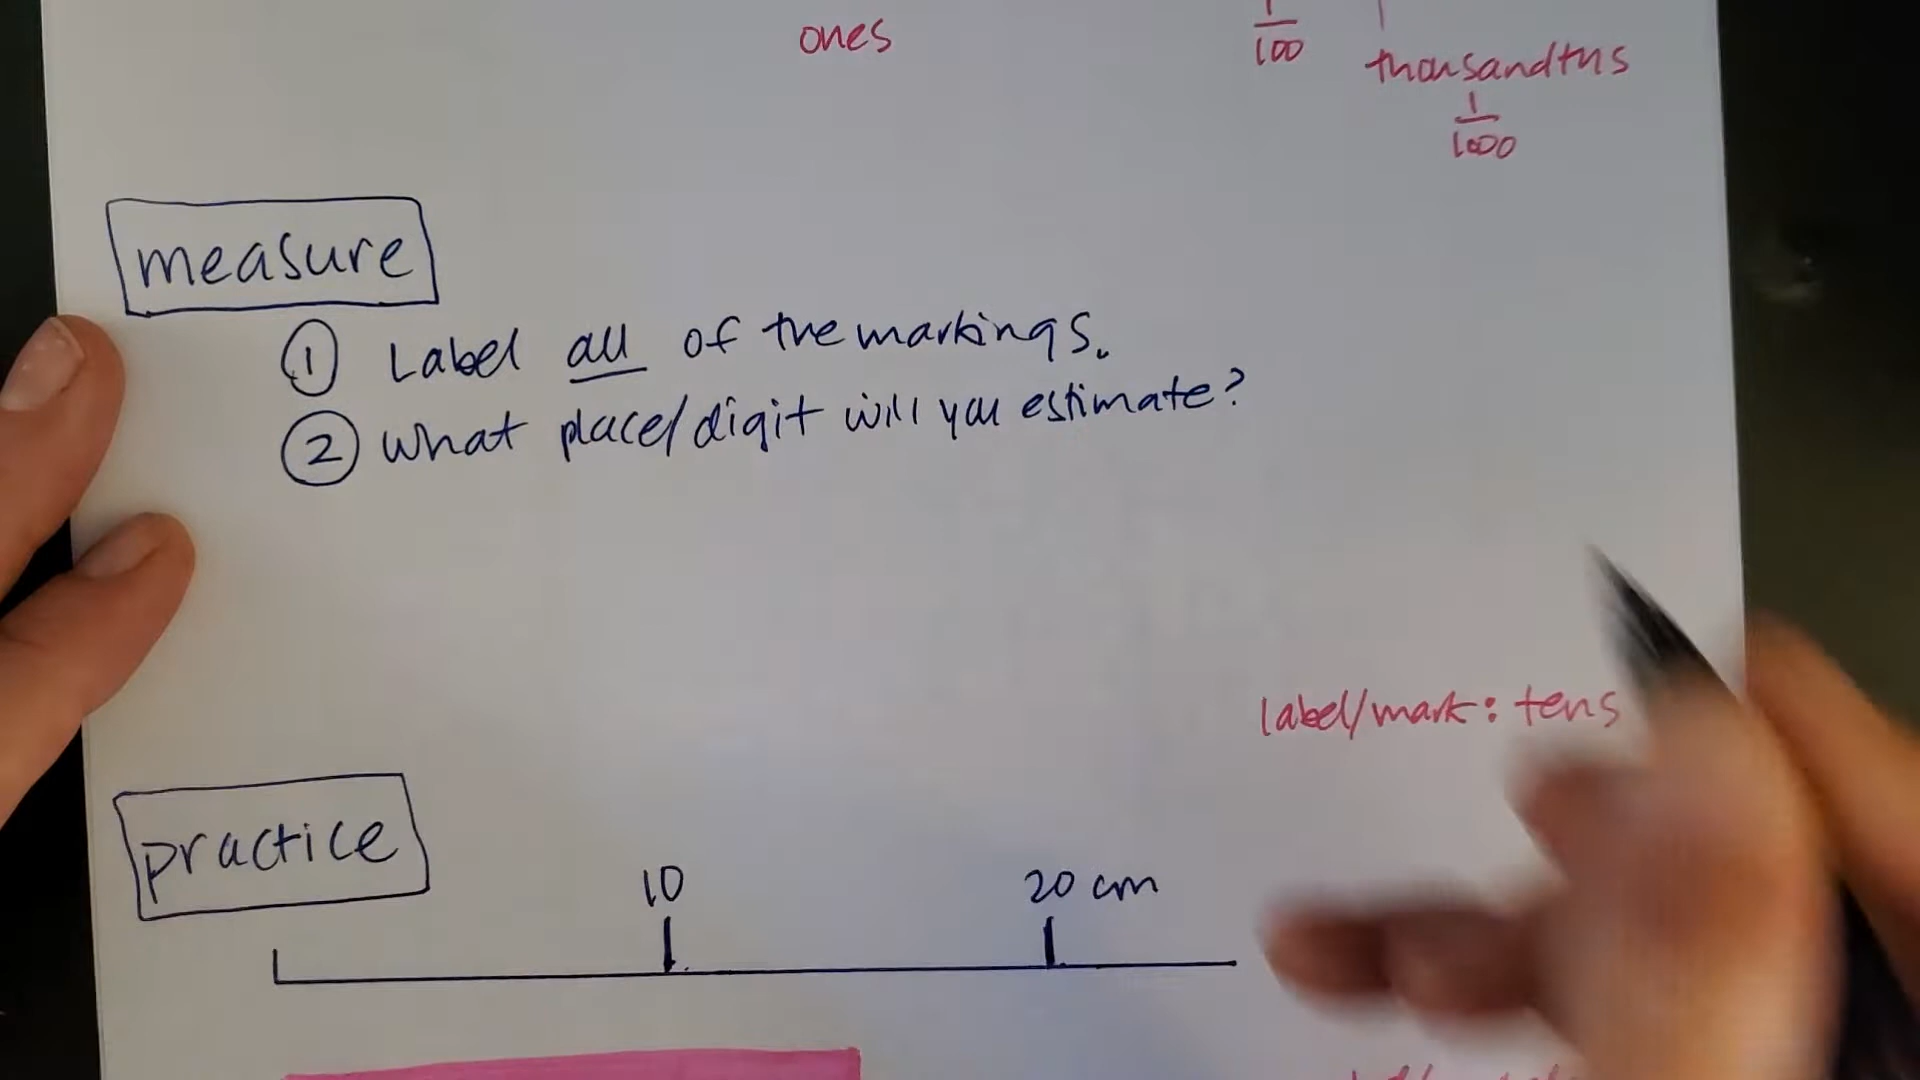 ones
1
100
thousandths
1
1000
measure
① Label all of the markings.
② What place/digit will you estimate?
label/mark: tens
practice
10
20 cm